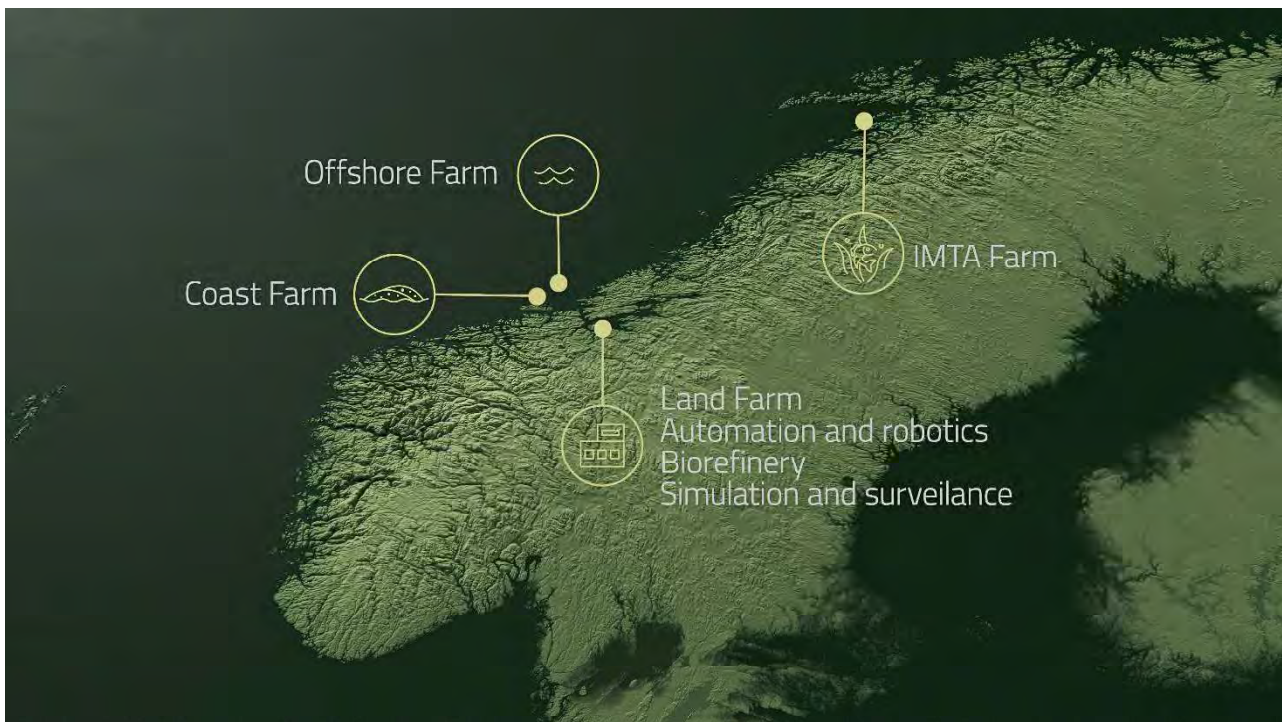 Offshore Farm
Coast Farm
IMTA Farm
Land Farm
Automation and robotics
Biorefinery
Simulation and surveilance